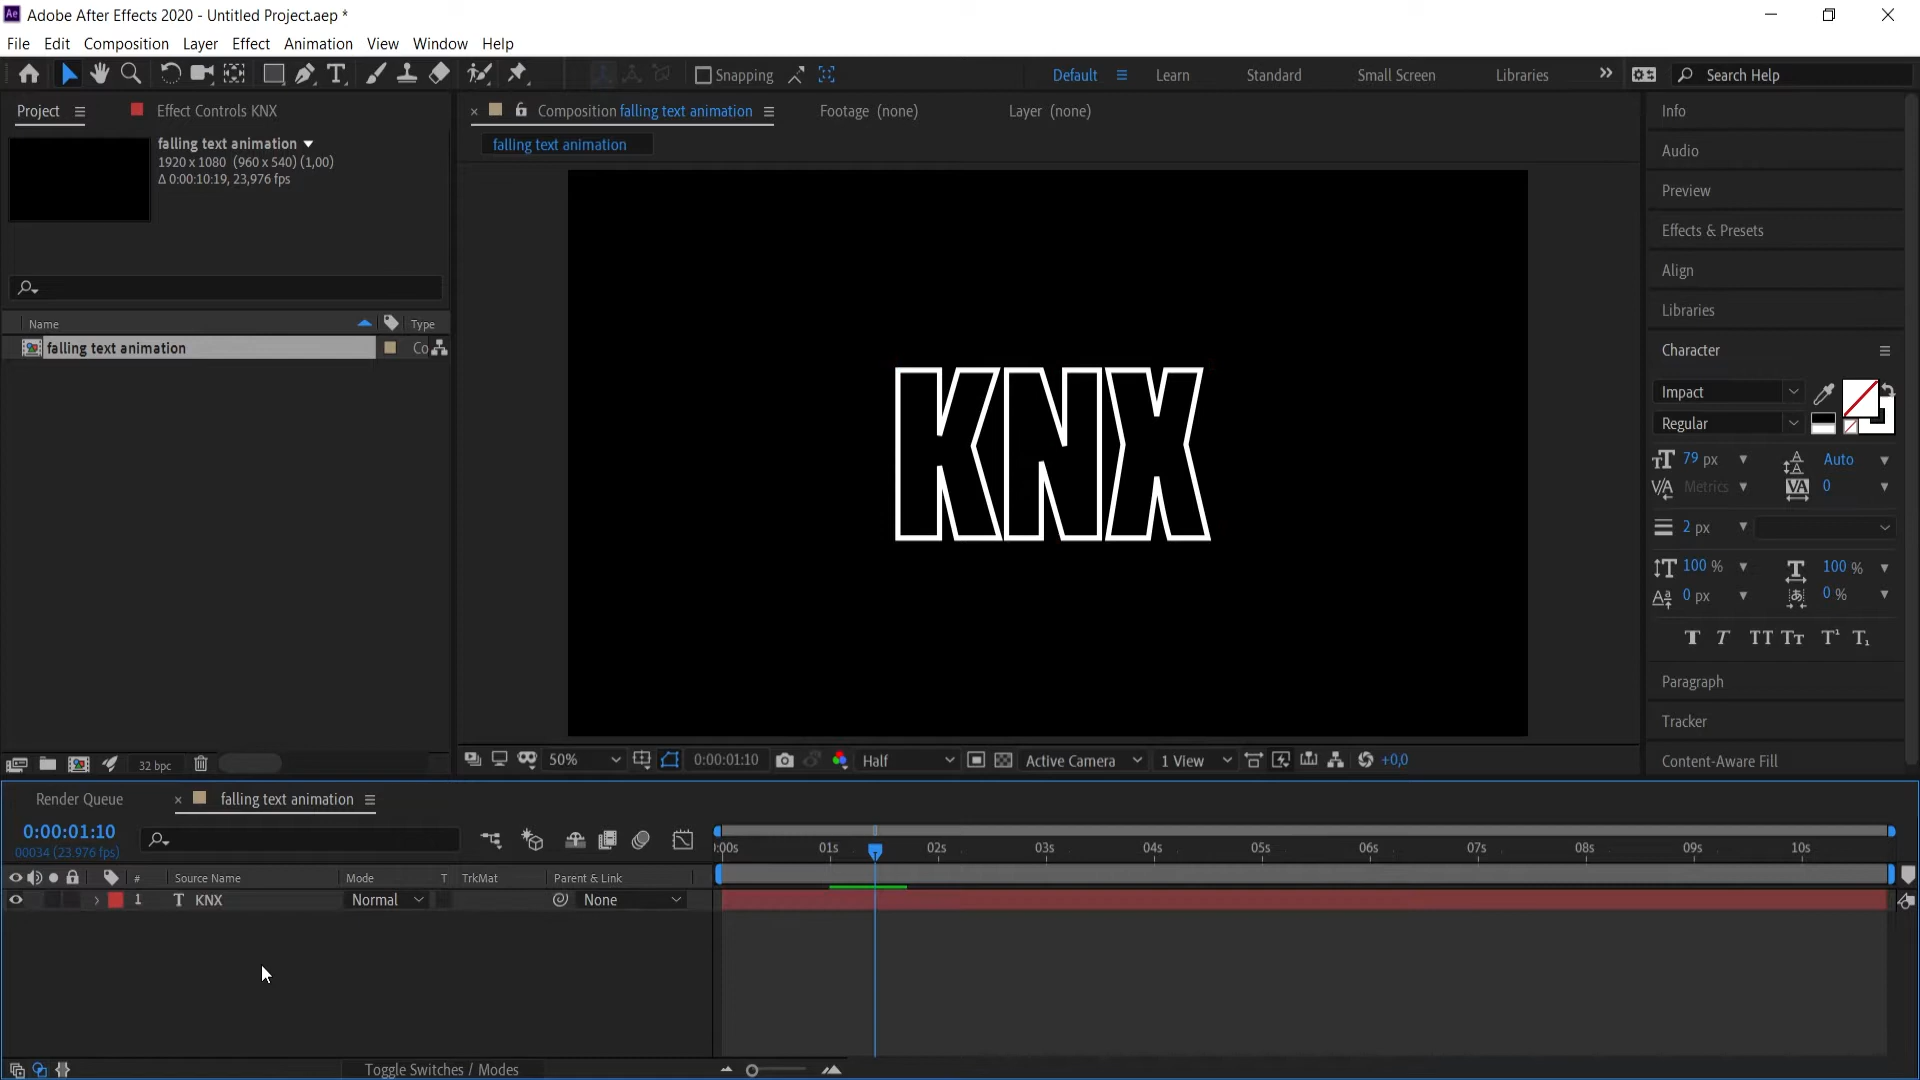 Ae Adobe After Effects 2020 - Untitled Project.aep *
File Edit Composition Layer Effect Animation View Window Help
Snapping Default Learn Standard Small Screen Libraries Search Help
Project Effect Controls KNX
falling text animation
1920 x 1080 (960 x 540) (1,00)
Δ 0:00:10:19, 23,976 fps
Name Type
falling text animation Co
32 bpc
Composition falling text animation Footage (none) Layer (none)
falling text animation
KNX
50% 0:00:01:10 Half Active Camera 1 View +0,0
Info
Audio
Preview
Effects & Presets
Align
Libraries
Character
Impact
Regular
79 px Auto
Metrics 0
2 px
100 % 100 %
0 px 0 %
T T TT Tt T¹ T₁
Paragraph
Tracker
Content-Aware Fill
Render Queue falling text animation
0:00:01:10
00034 (23.976 fps)
:00s 01s 02s 03s 04s 05s 06s 07s 08s 09s 10s
# Source Name Mode T TrkMat Parent & Link
1 T KNX Normal None
Toggle Switches / Modes